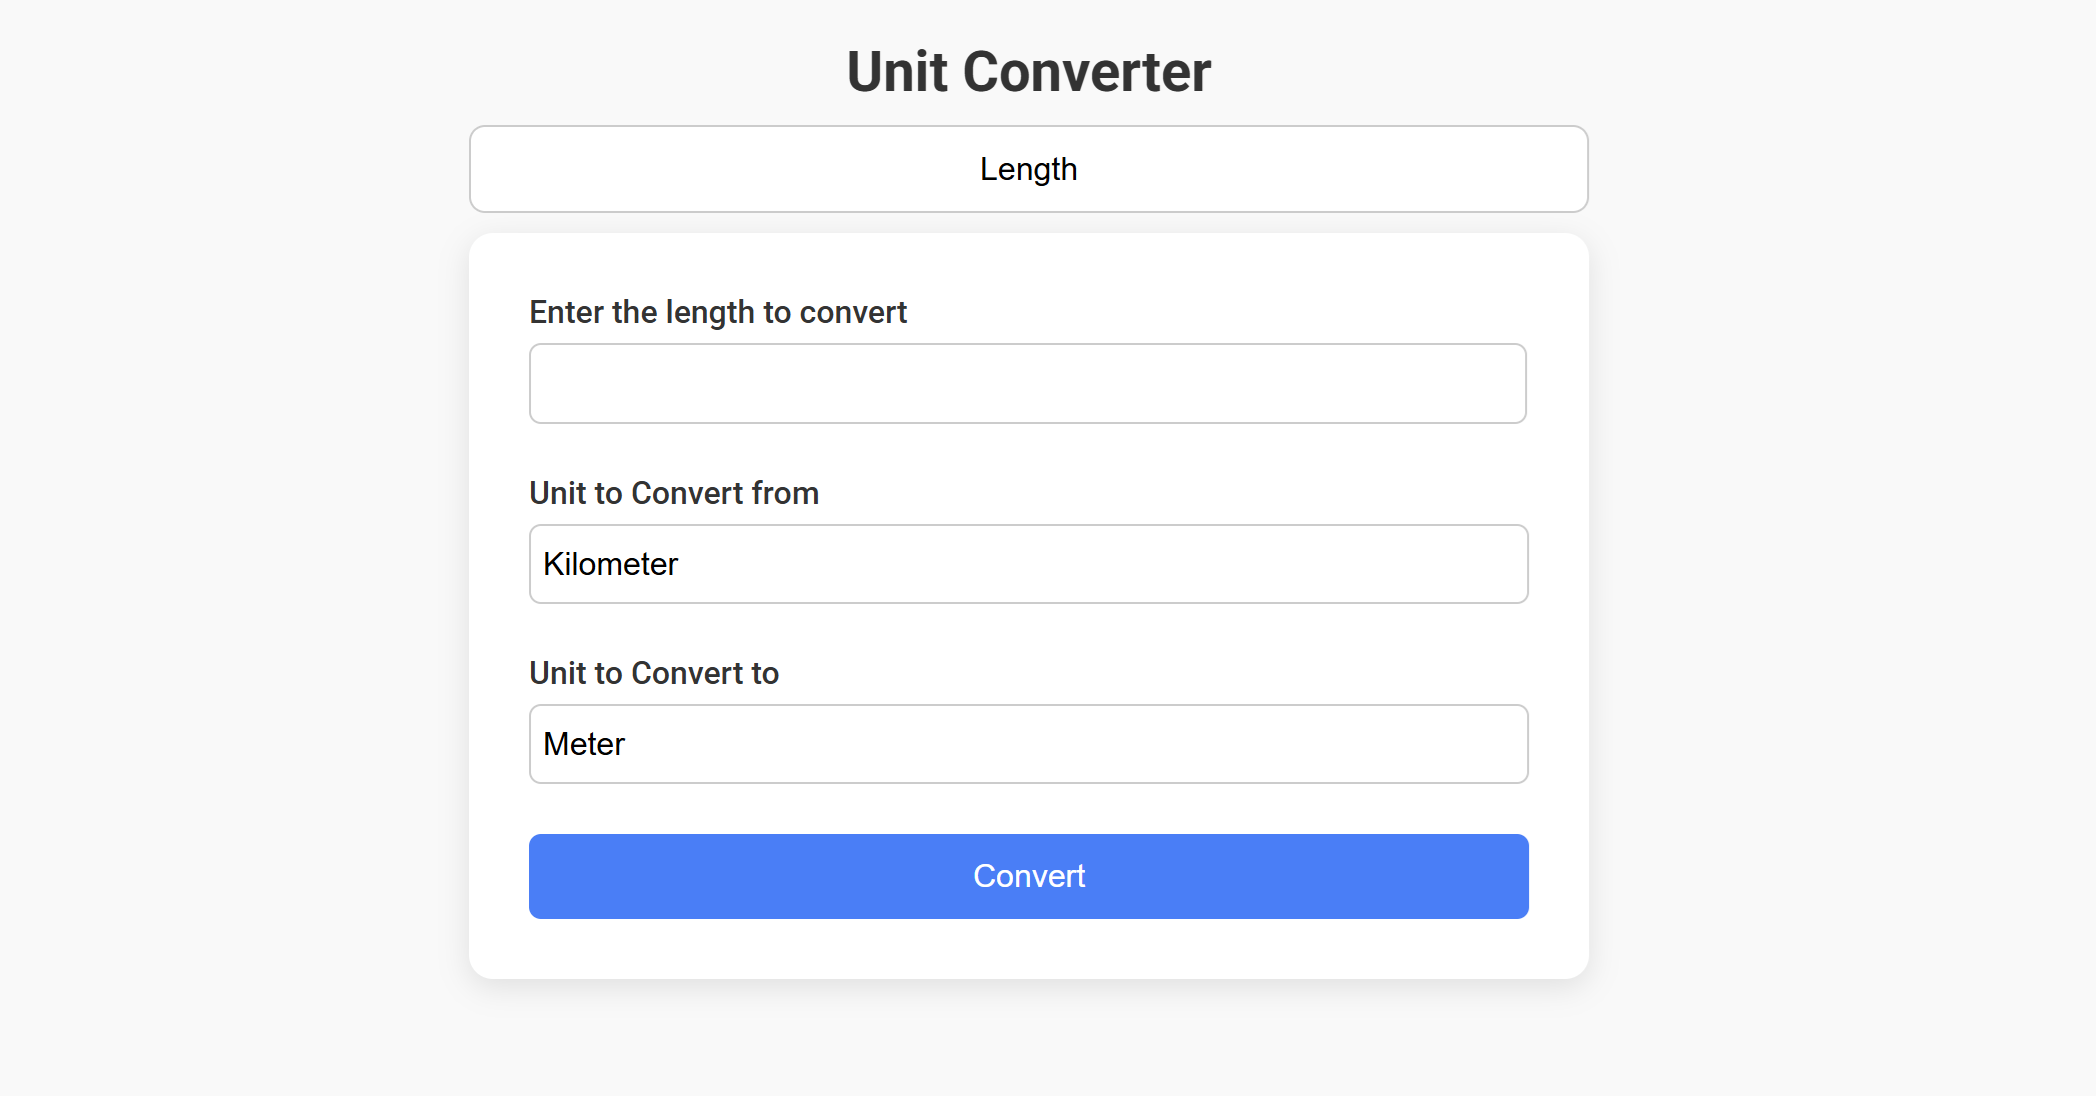 Unit Converter
Length
Enter the length to convert
Unit to Convert from
Kilometer
Unit to Convert to
Meter
Convert